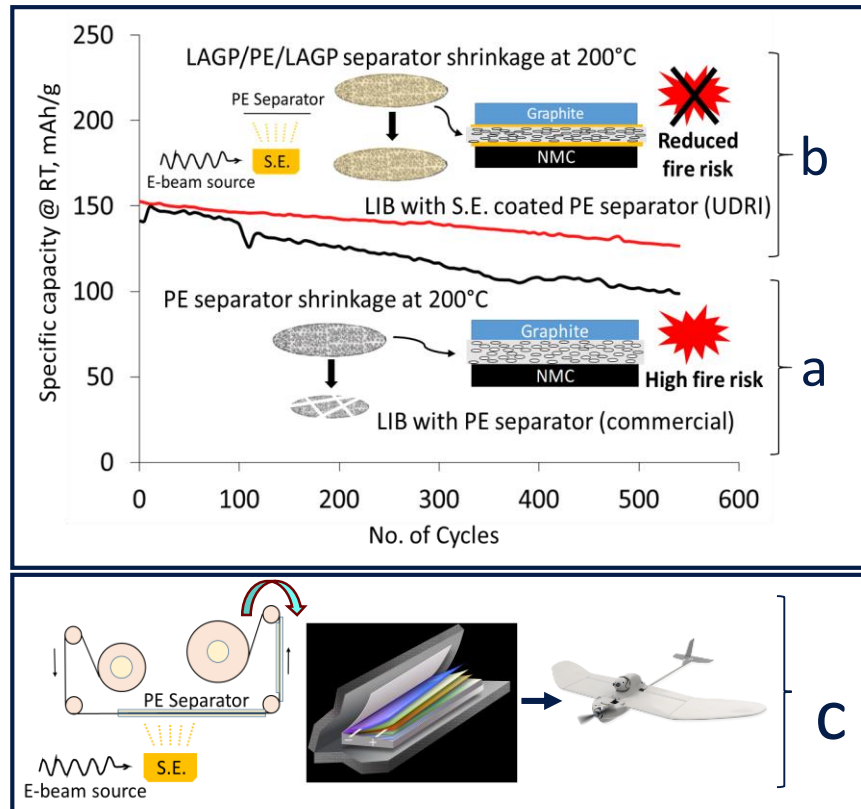 250
200
150
100
50
0
0
100
200
300
400
500
600
Specific capacity @ RT, mAh/g
No. of Cycles
LAGP/PE/LAGP separator shrinkage at 200°C
PE Separator
S.E.
E-beam source
Graphite
NMC
Reduced
fire risk
LIB with S.E. coated PE separator (UDRI)
b
PE separator shrinkage at 200°C
Graphite
NMC
High fire risk
LIB with PE separator (commercial)
a
PE Separator
S.E.
E-beam source
− +
c